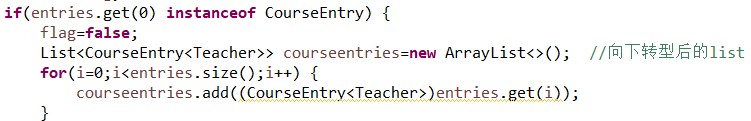 if(entries.get(0) instanceof CourseEntry) {
flag=false;
List<CourseEntry<Teacher>> courseentries=new ArrayList<>();  //向下转型后的list
for(i=0;i<entries.size();i++) {
courseentries.add((CourseEntry<Teacher>)entries.get(i));
}